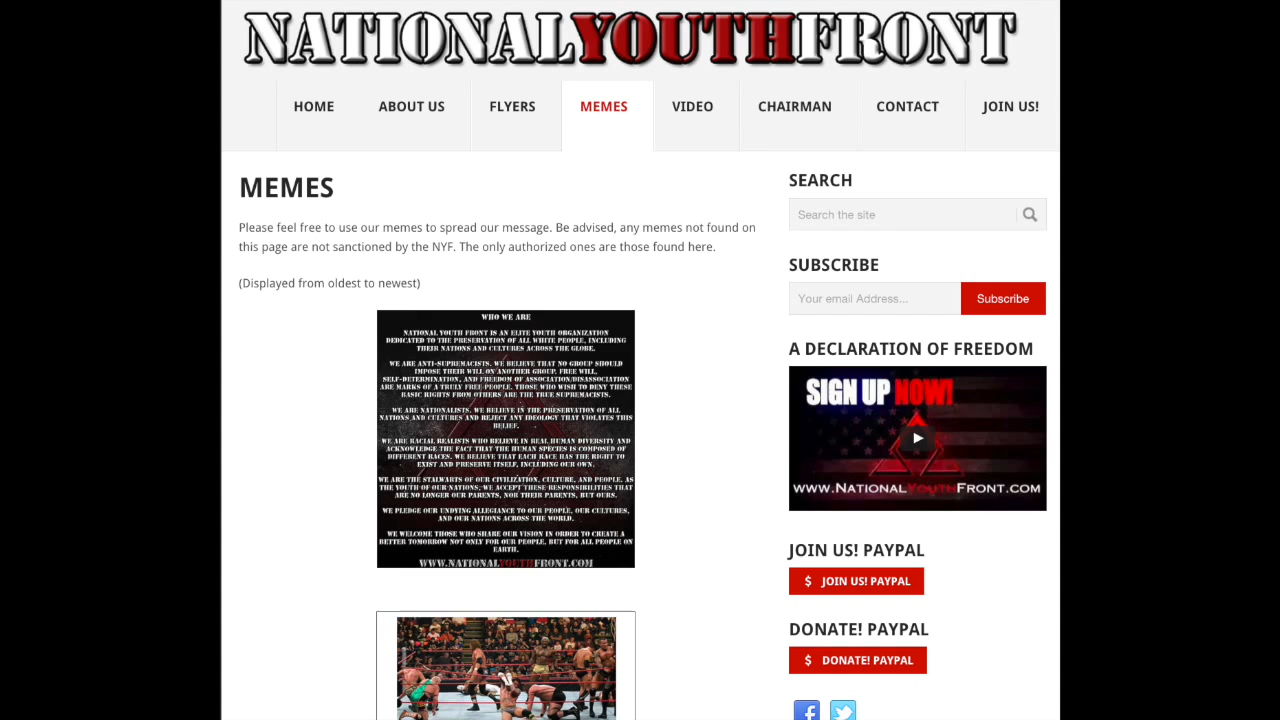 NATIONALYOUTHFRONT
HOME ABOUT US FLYERS MEMES VIDEO CHAIRMAN CONTACT JOIN US!
MEMES
Please feel free to use our memes to spread our message. Be advised, any memes not found on
this page are not sanctioned by the NYF. The only authorized ones are those found here.
(Displayed from oldest to newest)
WHO WE ARE
NATIONAL YOUTH FRONT IS AN ELITE YOUTH ORGANIZATION
DEDICATED TO THE PRESERVATION OF ALL WHITE PEOPLE, INCLUDING
THEIR NATIONS AND CULTURES ACROSS THE GLOBE.
WE ARE ANTI-SUPREMACISTS. WE BELIEVE THAT NO GROUP SHOULD
IMPOSE THEIR WILL ON ANOTHER GROUP. FREE WILL,
SELF-DETERMINATION, AND FREEDOM OF ASSOCIATION/DISASSOCIATION
ARE MARKS OF A TRULY FREE PEOPLE. THOSE WHO WISH TO DENY THESE
BASIC RIGHTS FROM OTHERS ARE THE TRUE SUPREMACISTS.
WE ARE NATIONALISTS. WE BELIEVE IN THE PRESERVATION OF ALL
NATIONS AND CULTURES AND REJECT ANY IDEOLOGY THAT VIOLATES THIS
BELIEF.
WE ARE RACIAL REALISTS WHO BELIEVE IN REAL HUMAN DIVERSITY AND
ACKNOWLEDGE THE FACT THAT THE HUMAN SPECIES IS COMPOSED OF
DIFFERENT RACES. WE BELIEVE THAT EACH RACE HAS THE RIGHT TO
EXIST AND PRESERVE ITSELF, INCLUDING OUR OWN.
WE ARE THE STALWARTS OF OUR CIVILIZATION, CULTURE, AND PEOPLE. AS
THE YOUTH OF OUR NATIONS, WE ACCEPT THESE RESPONSIBILITIES THAT
ARE NO LONGER OUR PARENTS, NOR THEIR PARENTS, BUT OURS.
WE PLEDGE OUR UNDYING ALLEGIANCE TO OUR PEOPLE, OUR CULTURES,
AND OUR NATIONS ACROSS THE WORLD.
WE WELCOME THOSE WHO SHARE OUR VISION IN ORDER TO CREATE A
BETTER TOMORROW NOT ONLY FOR OUR PEOPLE, BUT FOR ALL PEOPLE ON
EARTH.
WWW.NATIONALYOUTHFRONT.COM
SEARCH
Search the site
SUBSCRIBE
Your email Address... Subscribe
A DECLARATION OF FREEDOM
SIGN UP NOW!
WWW.NATIONALYOUTHFRONT.COM
JOIN US! PAYPAL
$ JOIN US! PAYPAL
DONATE! PAYPAL
$ DONATE! PAYPAL